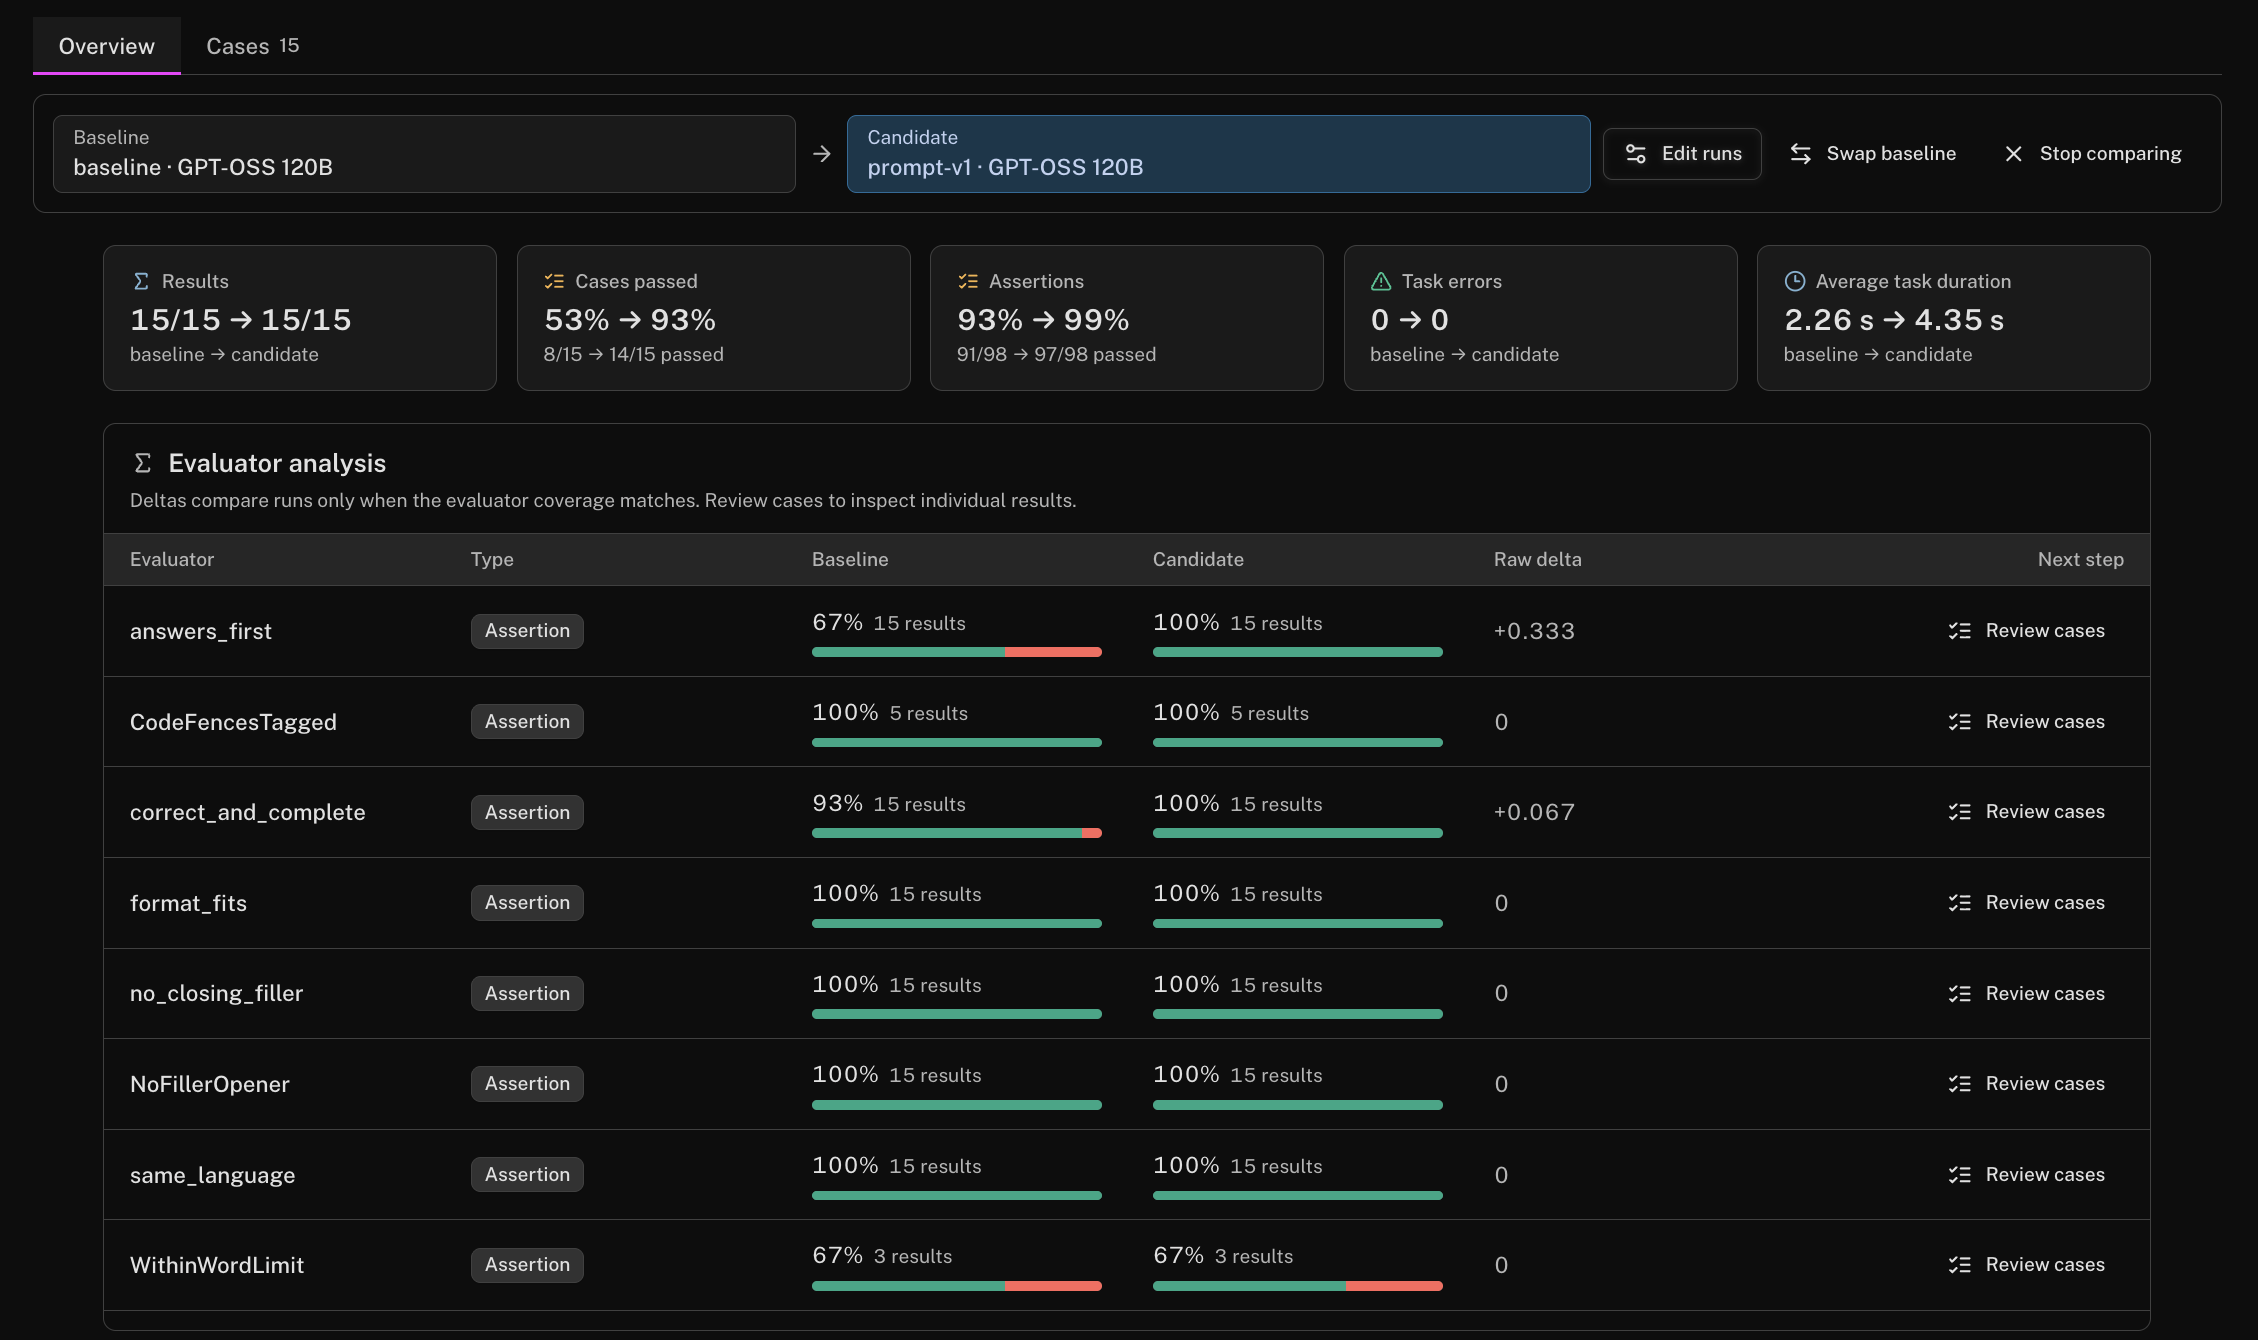 Overview Cases 15
Baseline
baseline · GPT-OSS 120B
→
Candidate
prompt-v1 · GPT-OSS 120B
Edit runs Swap baseline Stop comparing
Results
15/15 → 15/15
baseline → candidate
Cases passed
53% → 93%
8/15 → 14/15 passed
Assertions
93% → 99%
91/98 → 97/98 passed
Task errors
0 → 0
baseline → candidate
Average task duration
2.26 s → 4.35 s
baseline → candidate
Evaluator analysis
Deltas compare runs only when the evaluator coverage matches. Review cases to inspect individual results.
Evaluator Type Baseline Candidate Raw delta Next step
answers_first Assertion 67% 15 results 100% 15 results +0.333 Review cases
CodeFencesTagged Assertion 100% 5 results 100% 5 results 0 Review cases
correct_and_complete Assertion 93% 15 results 100% 15 results +0.067 Review cases
format_fits Assertion 100% 15 results 100% 15 results 0 Review cases
no_closing_filler Assertion 100% 15 results 100% 15 results 0 Review cases
NoFillerOpener Assertion 100% 15 results 100% 15 results 0 Review cases
same_language Assertion 100% 15 results 100% 15 results 0 Review cases
WithinWordLimit Assertion 67% 3 results 67% 3 results 0 Review cases